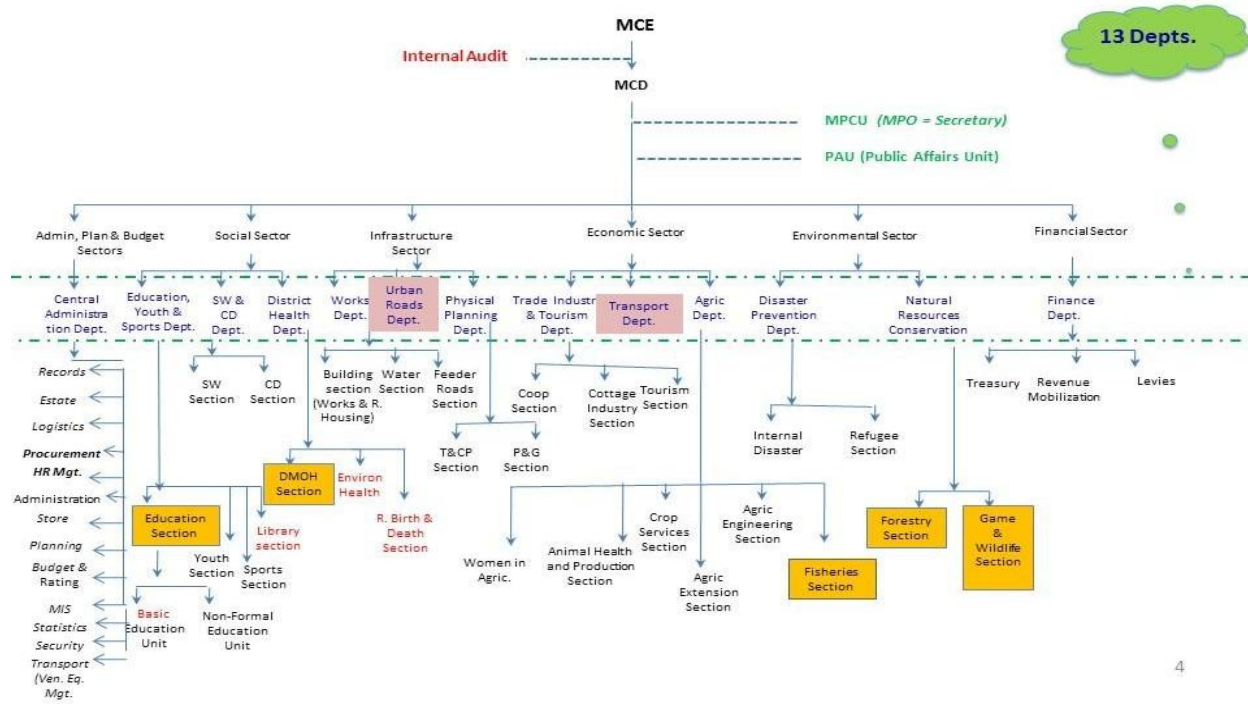 MCE
13 Depts.
Internal Audit
MCD
MPCU (MPO = Secretary)
PAU (Public Affairs Unit)
Admin, Plan & Budget
Sectors
Social Sector
Infrastructure
Sector
Economic Sector
Environmental Sector
Financial Sector
Central
Administra
tion Dept.
Education,
Youth &
Sports Dept.
SW &
CD
Dept.
District
Health
Dept.
Works
Dept.
Urban
Roads
Dept.
Physical
Planning
Dept.
Trade Industr
& Tourism
Dept.
Transport
Dept.
Agric
Dept.
Disaster
Prevention
Dept.
Natural
Resources
Conservation
Finance
Dept.
Records
Estate
Logistics
Procurement
HR Mgt.
Administration
Store
Planning
Budget &
Rating
MIS
Statistics
Security
Transport
(Ven. Eq.
Mgt.
SW
Section
CD
Section
Building
section
(Works & R.
Housing)
Water
Section
Feeder
Roads
Section
Coop
Section
Cottage
Industry
Section
Tourism
Section
Treasury
Revenue
Mobilization
Levies
T&CP
Section
P&G
Section
Internal
Disaster
Refugee
Section
DMOH
Section
Environ
Health
R. Birth &
Death
Section
Education
Section
Youth
Section
Sports
Section
Library
section
Basic
Education
Unit
Non-Formal
Education
Unit
Women in
Agric.
Animal Health
and Production
Section
Crop
Services
Section
Agric
Extension
Section
Agric
Engineering
Section
Fisheries
Section
Forestry
Section
Game
&
Wildlife
Section
4